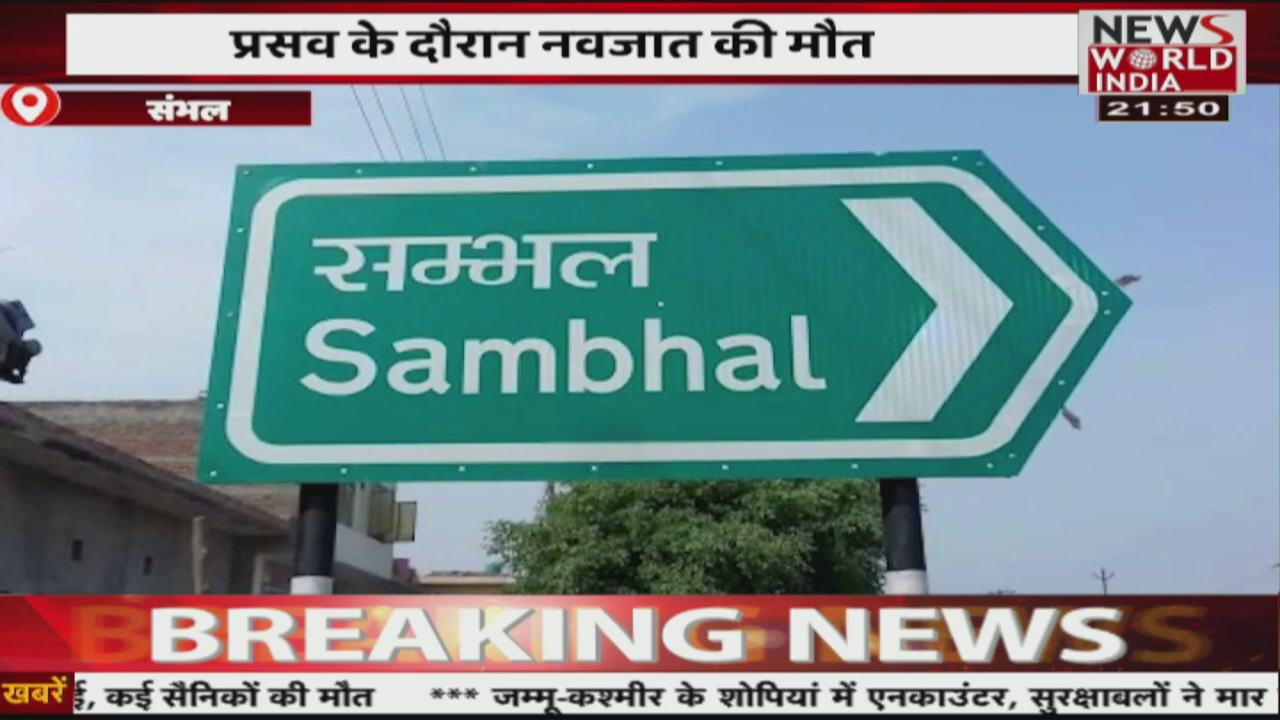 प्रसव के दौरान नवजात की मौत
NEWS
WORLD
INDIA
21:50
संभल
सम्भल
Sambhal
BREAKING NEWS
खबरें ई, कई सैनिकों की मौत *** जम्मू-कश्मीर के शोपियां में एनकाउंटर, सुरक्षाबलों ने मार